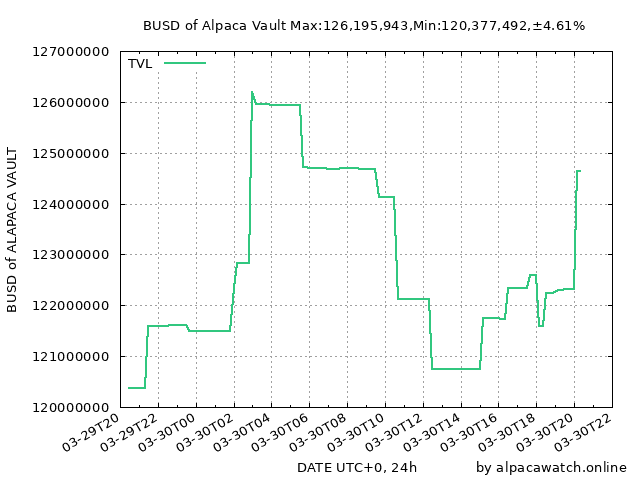 BUSD of Alpaca Vault Max:126,195,943,Min:120,377,492,±4.61%
TVL
127000000
126000000
125000000
124000000
123000000
122000000
121000000
120000000
BUSD of ALAPACA VAULT
03-29T20
03-29T22
03-30T00
03-30T02
03-30T04
03-30T06
03-30T08
03-30T10
03-30T12
03-30T14
03-30T16
03-30T18
03-30T20
03-30T22
DATE UTC+0, 24h
by alpacawatch.online